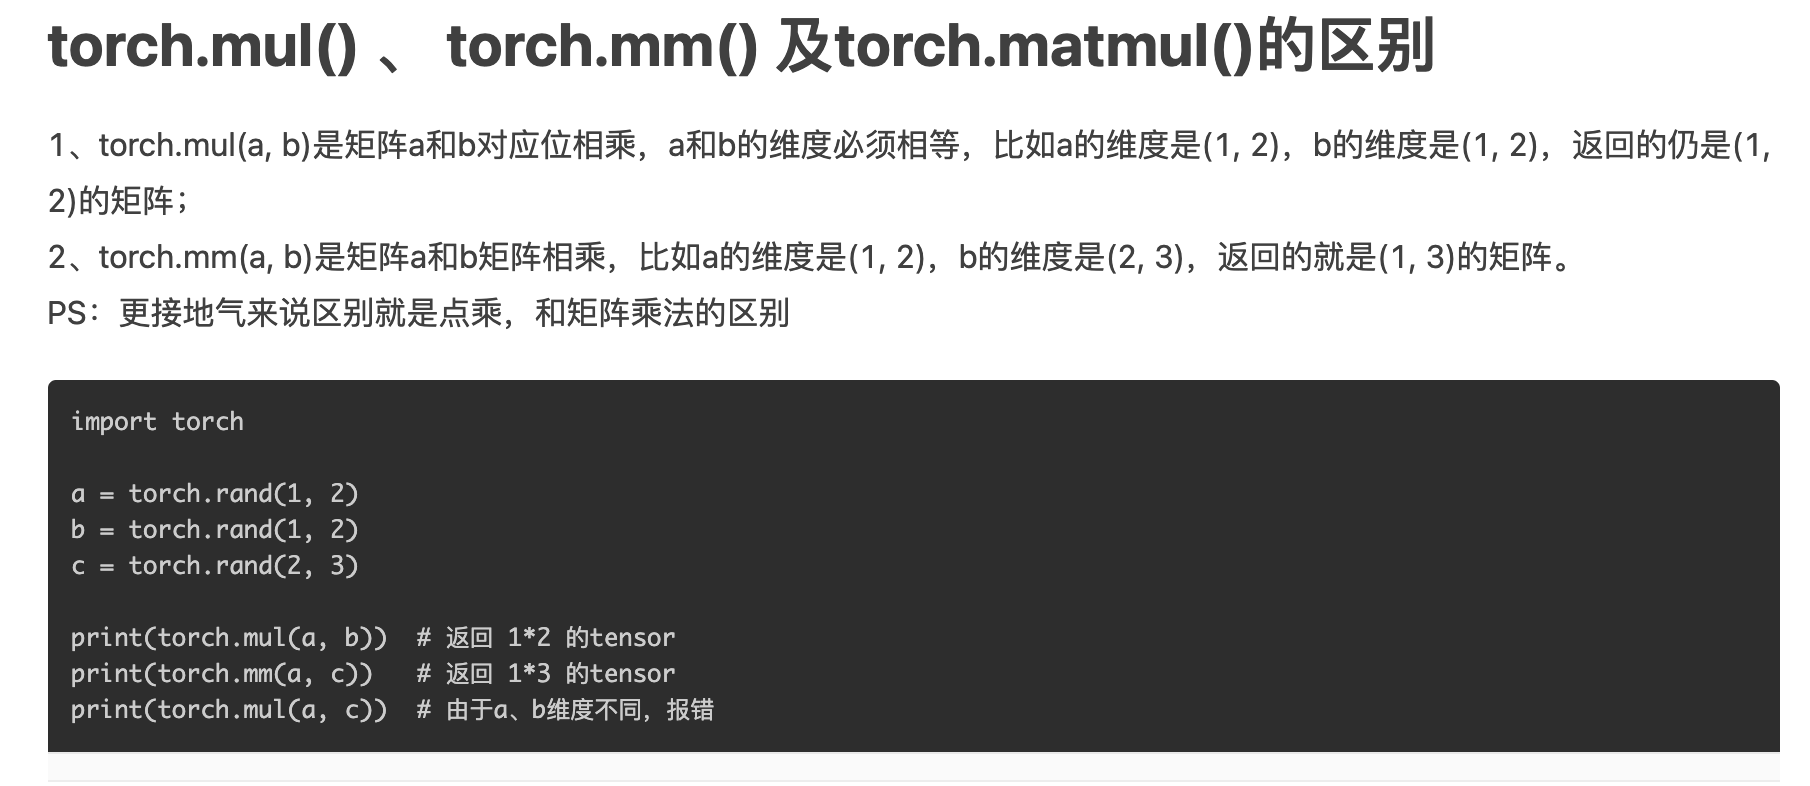 torch.mul() 、 torch.mm() 及torch.matmul()的区别
1、torch.mul(a, b)是矩阵a和b对应位相乘，a和b的维度必须相等，比如a的维度是(1, 2)，b的维度是(1, 2)，返回的仍是(1,
2)的矩阵；
2、torch.mm(a, b)是矩阵a和b矩阵相乘，比如a的维度是(1, 2)，b的维度是(2, 3)，返回的就是(1, 3)的矩阵。
PS：更接地气来说区别就是点乘，和矩阵乘法的区别
import torch
a = torch.rand(1, 2)
b = torch.rand(1, 2)
c = torch.rand(2, 3)
print(torch.mul(a, b))  # 返回 1*2 的tensor
print(torch.mm(a, c))   # 返回 1*3 的tensor
print(torch.mul(a, c))  # 由于a、b维度不同，报错